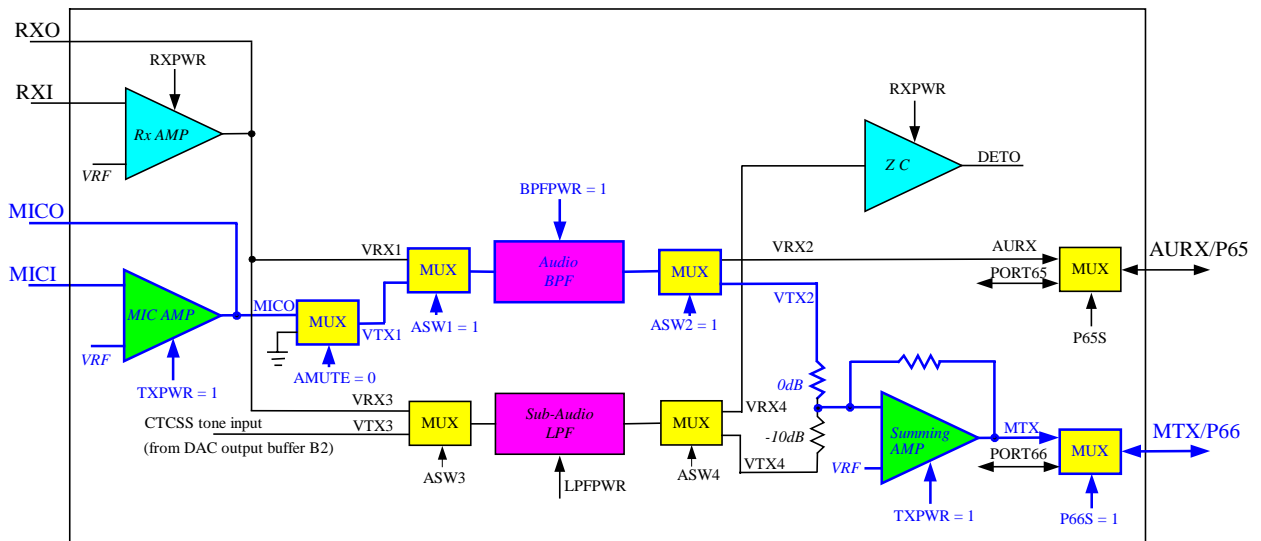 RXO
RXPWR
RXI
Rx AMP
VRF
RXPWR
Z C
DETO
MICO
BPFPWR = 1
VRX1
MUX
Audio
BPF
MUX
VRX2
AURX
MUX
AURX/P65
MICI
PORT65
VTX2
MIC AMP
MICO
MUX
VTX1
ASW1 = 1
ASW2 = 1
P65S
VRF
TXPWR = 1
AMUTE = 0
0dB
VRX3
CTCSS tone input
VTX3
(from DAC output buffer B2)
MUX
Sub-Audio
LPF
MUX
VRX4
-10dB
VTX4
Summing
AMP
MTX
MUX
MTX/P66
PORT66
VRF
ASW3
LPFPWR
ASW4
TXPWR = 1
P66S = 1